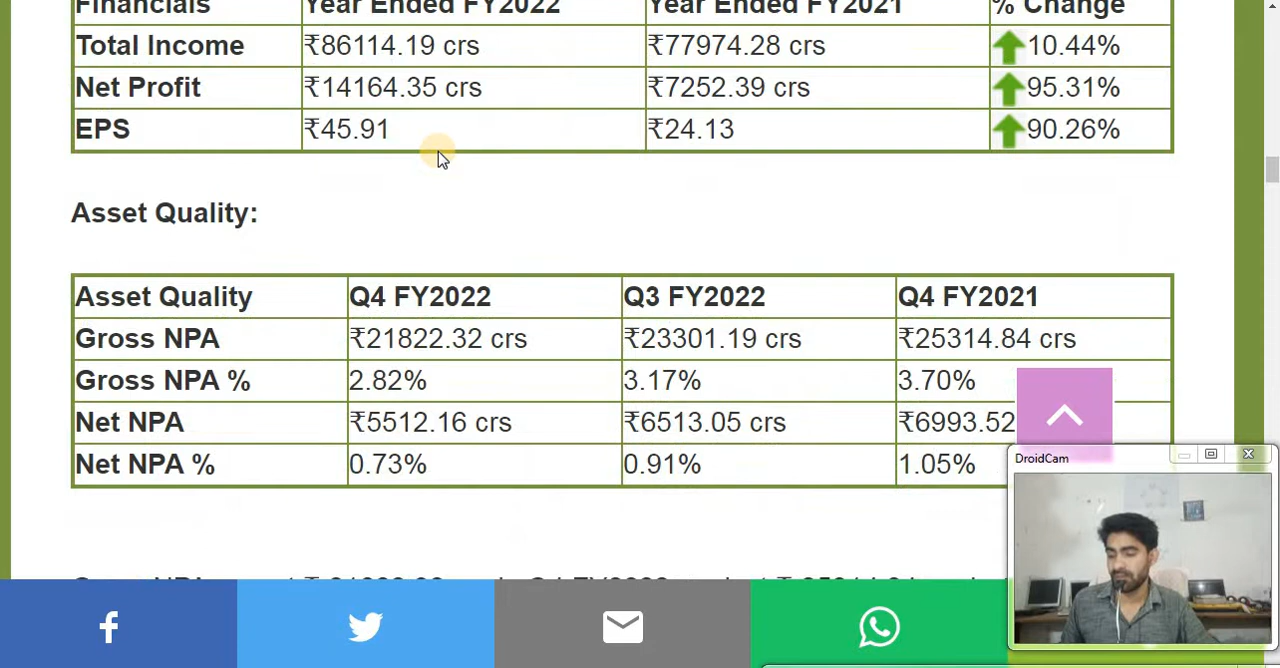 Financials Year Ended FY2022 Year Ended FY2021 % Change
Total Income ₹86114.19 crs ₹77974.28 crs 10.44%
Net Profit ₹14164.35 crs ₹7252.39 crs 95.31%
EPS ₹45.91 ₹24.13 90.26%
Asset Quality:
Asset Quality Q4 FY2022 Q3 FY2022 Q4 FY2021
Gross NPA ₹21822.32 crs ₹23301.19 crs ₹25314.84 crs
Gross NPA % 2.82% 3.17% 3.70%
Net NPA ₹5512.16 crs ₹6513.05 crs ₹6993.52
Net NPA % 0.73% 0.91% 1.05%
DroidCam